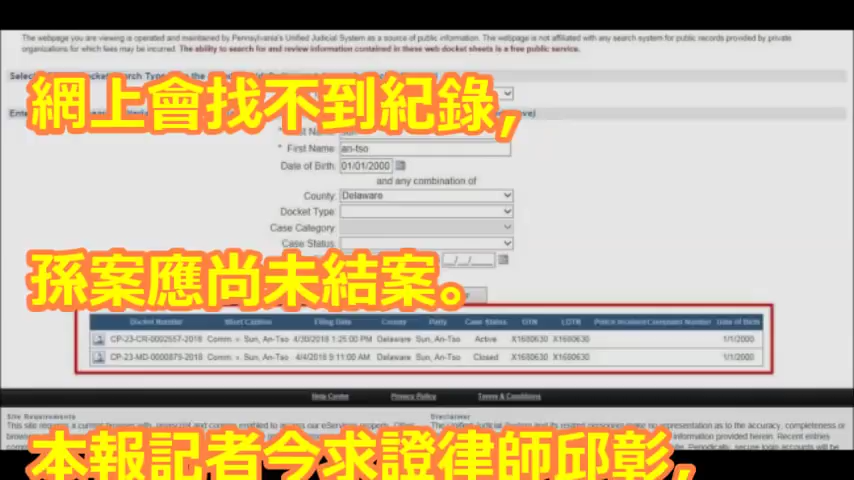 The webpage you are viewing is operated and maintained by Pennsylvania's Unified Judicial System as a source of public information. The webpage is not affiliated with any search system for public records provided by private
organizations for which fees may be incurred. The ability to search for and review information contained in these web docket sheets is a free public service.
網上會找不到紀錄,
First Name: an-tso
Date of Birth: 01/01/2000
and any combination of
County: Delaware
Docket Type:
Case Category:
Case Status:
孫案應尚未結案。
Docket Number Short Caption Filing Date County Party Case Status OTN LOTN Police Incident/Complaint Number Date of Birth
CP-23-CR-0002557-2018 Comm. v. Sun, An-Tso 4/30/2018 1:25:00 PM Delaware Sun, An-Tso Active X1680630 X1680630 1/1/2000
CP-23-MD-0000879-2018 Comm. v. Sun, An-Tso 4/4/2018 9:11:00 AM Delaware Sun, An-Tso Closed X1680630 X1680630 1/1/2000
Help Center Privacy Policy Terms & Conditions
Site Requirements Disclaimer
本報記者今求證律師邱彰,